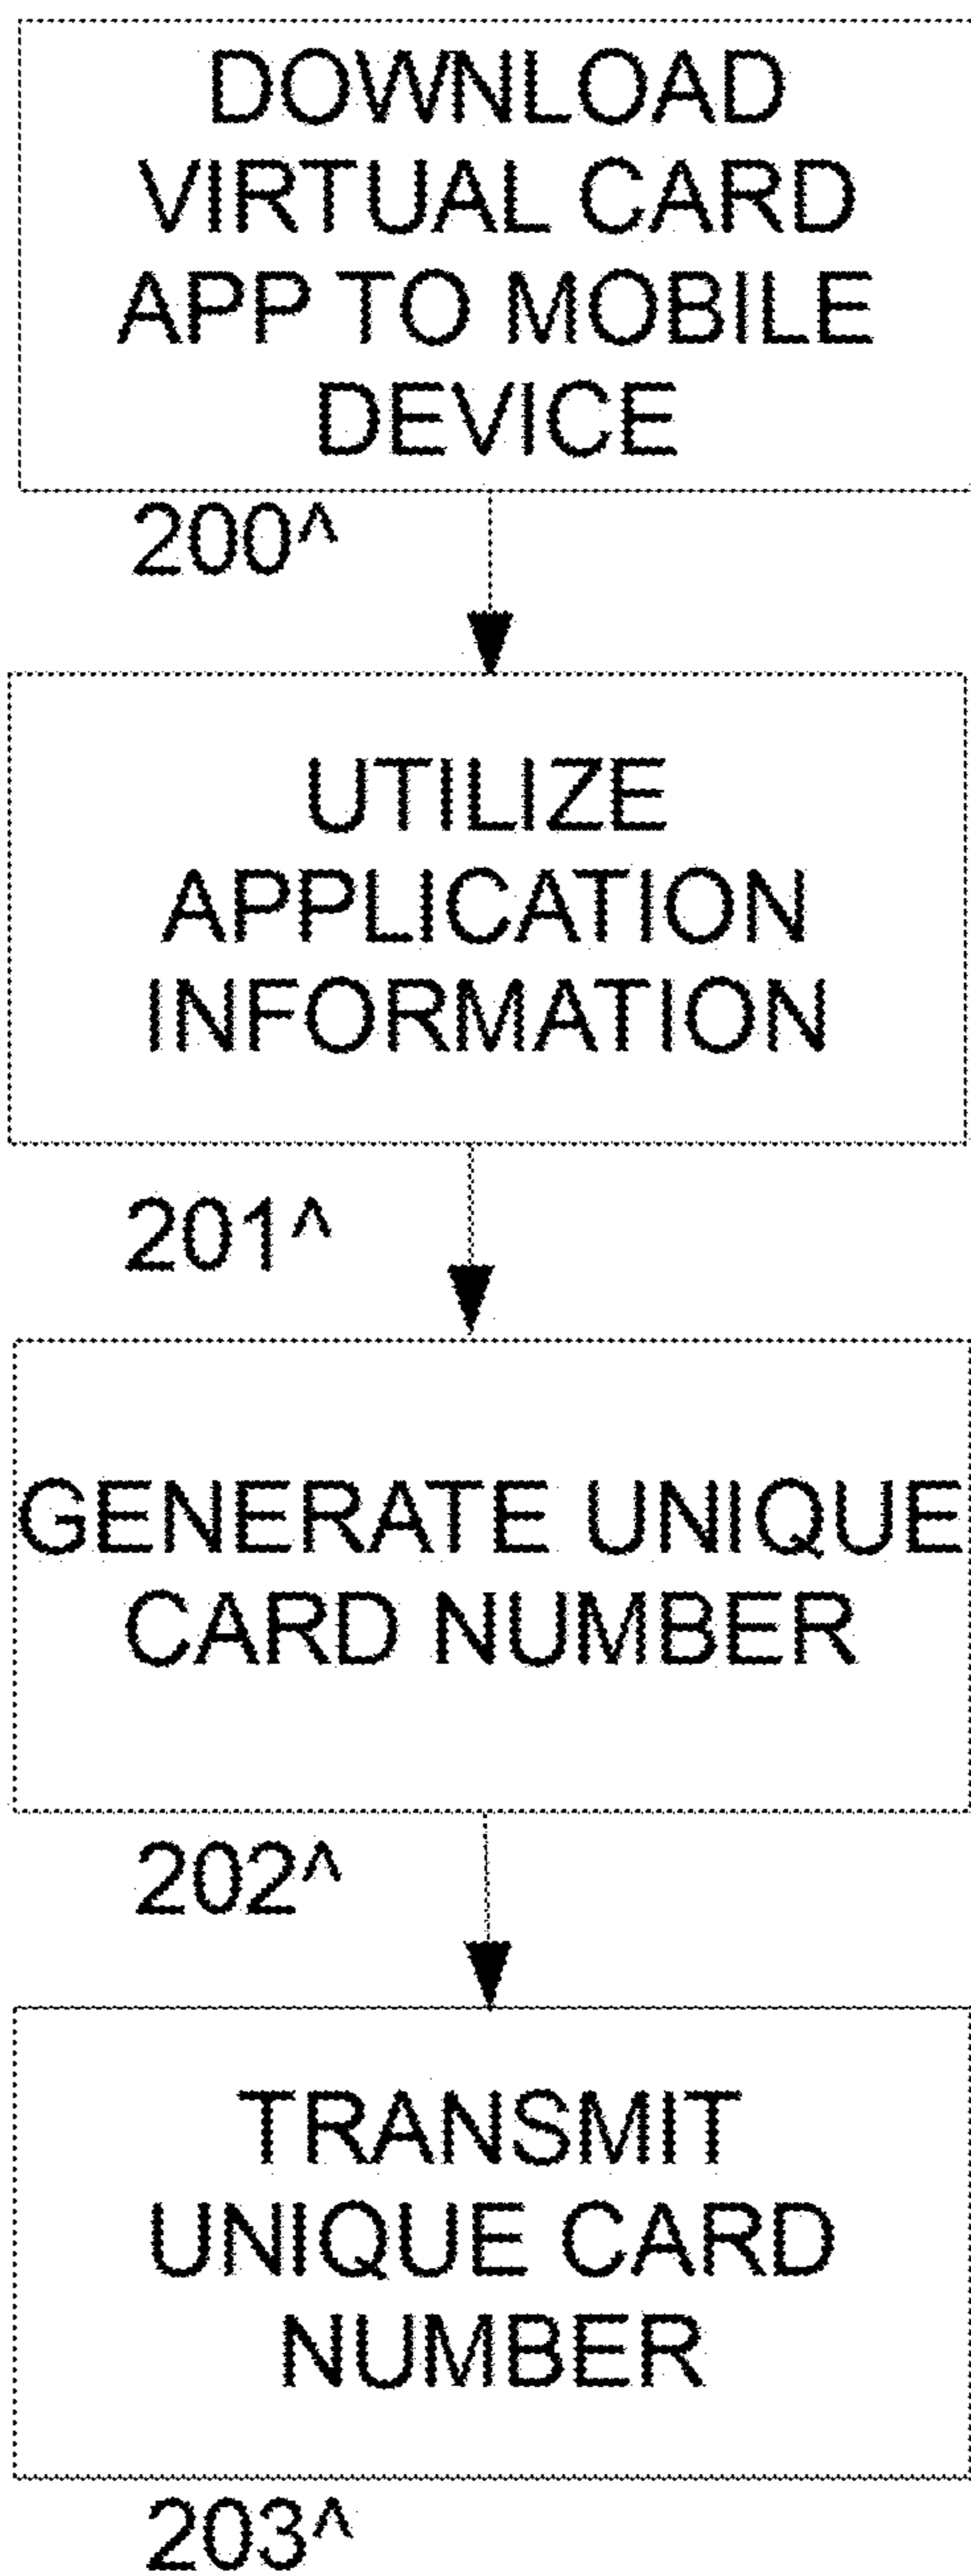 DOWNLOAD
VIRTUAL CARD
APP TO MOBILE
DEVICE
200^
UTILIZE
APPLICATION
INFORMATION
201^
GENERATE UNIQUE
CARD NUMBER
202^
TRANSMIT
UNIQUE CARD
NUMBER
203^